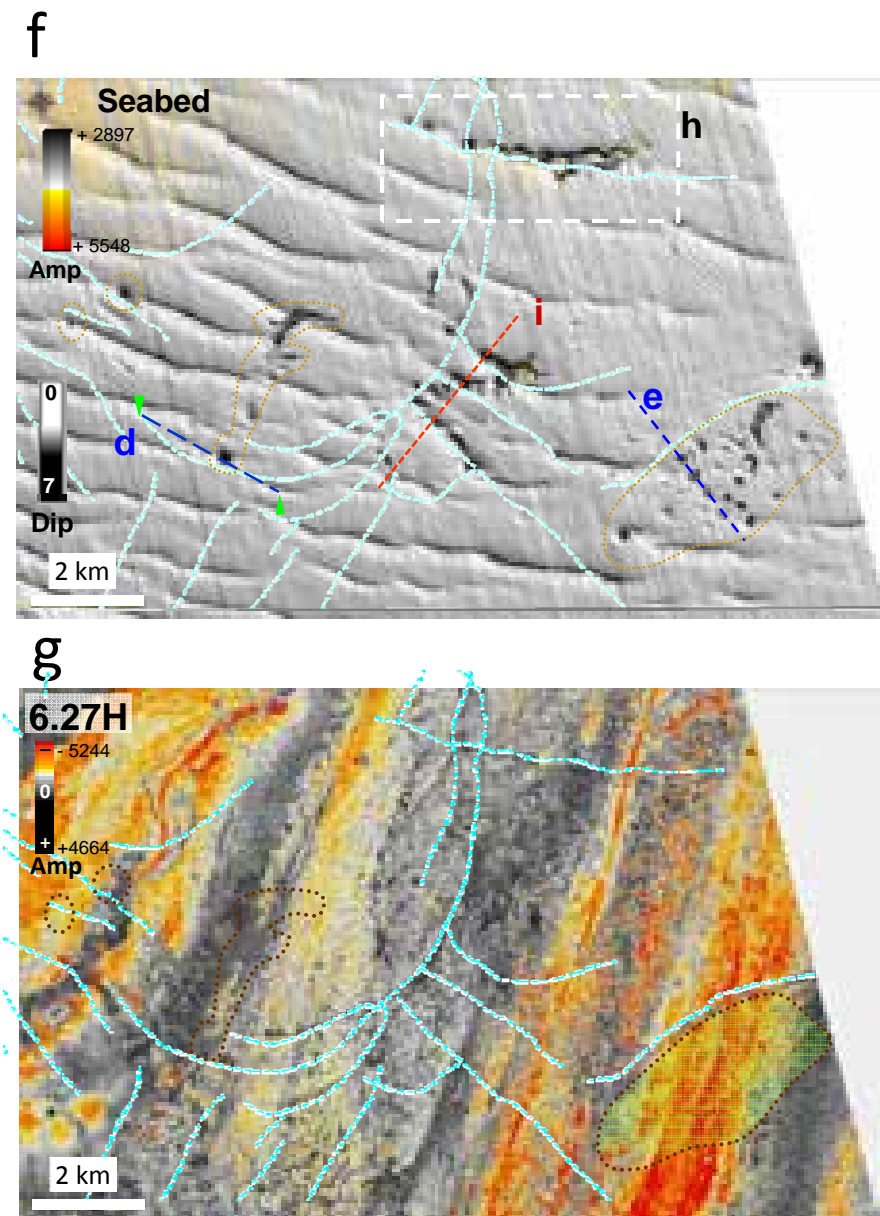 f
Seabed
+ 2897
h
+ 5548
Amp
i
0
e
d
7
Dip
2 km
g
6.27H
- 5244
0
+ +4664
Amp
2 km